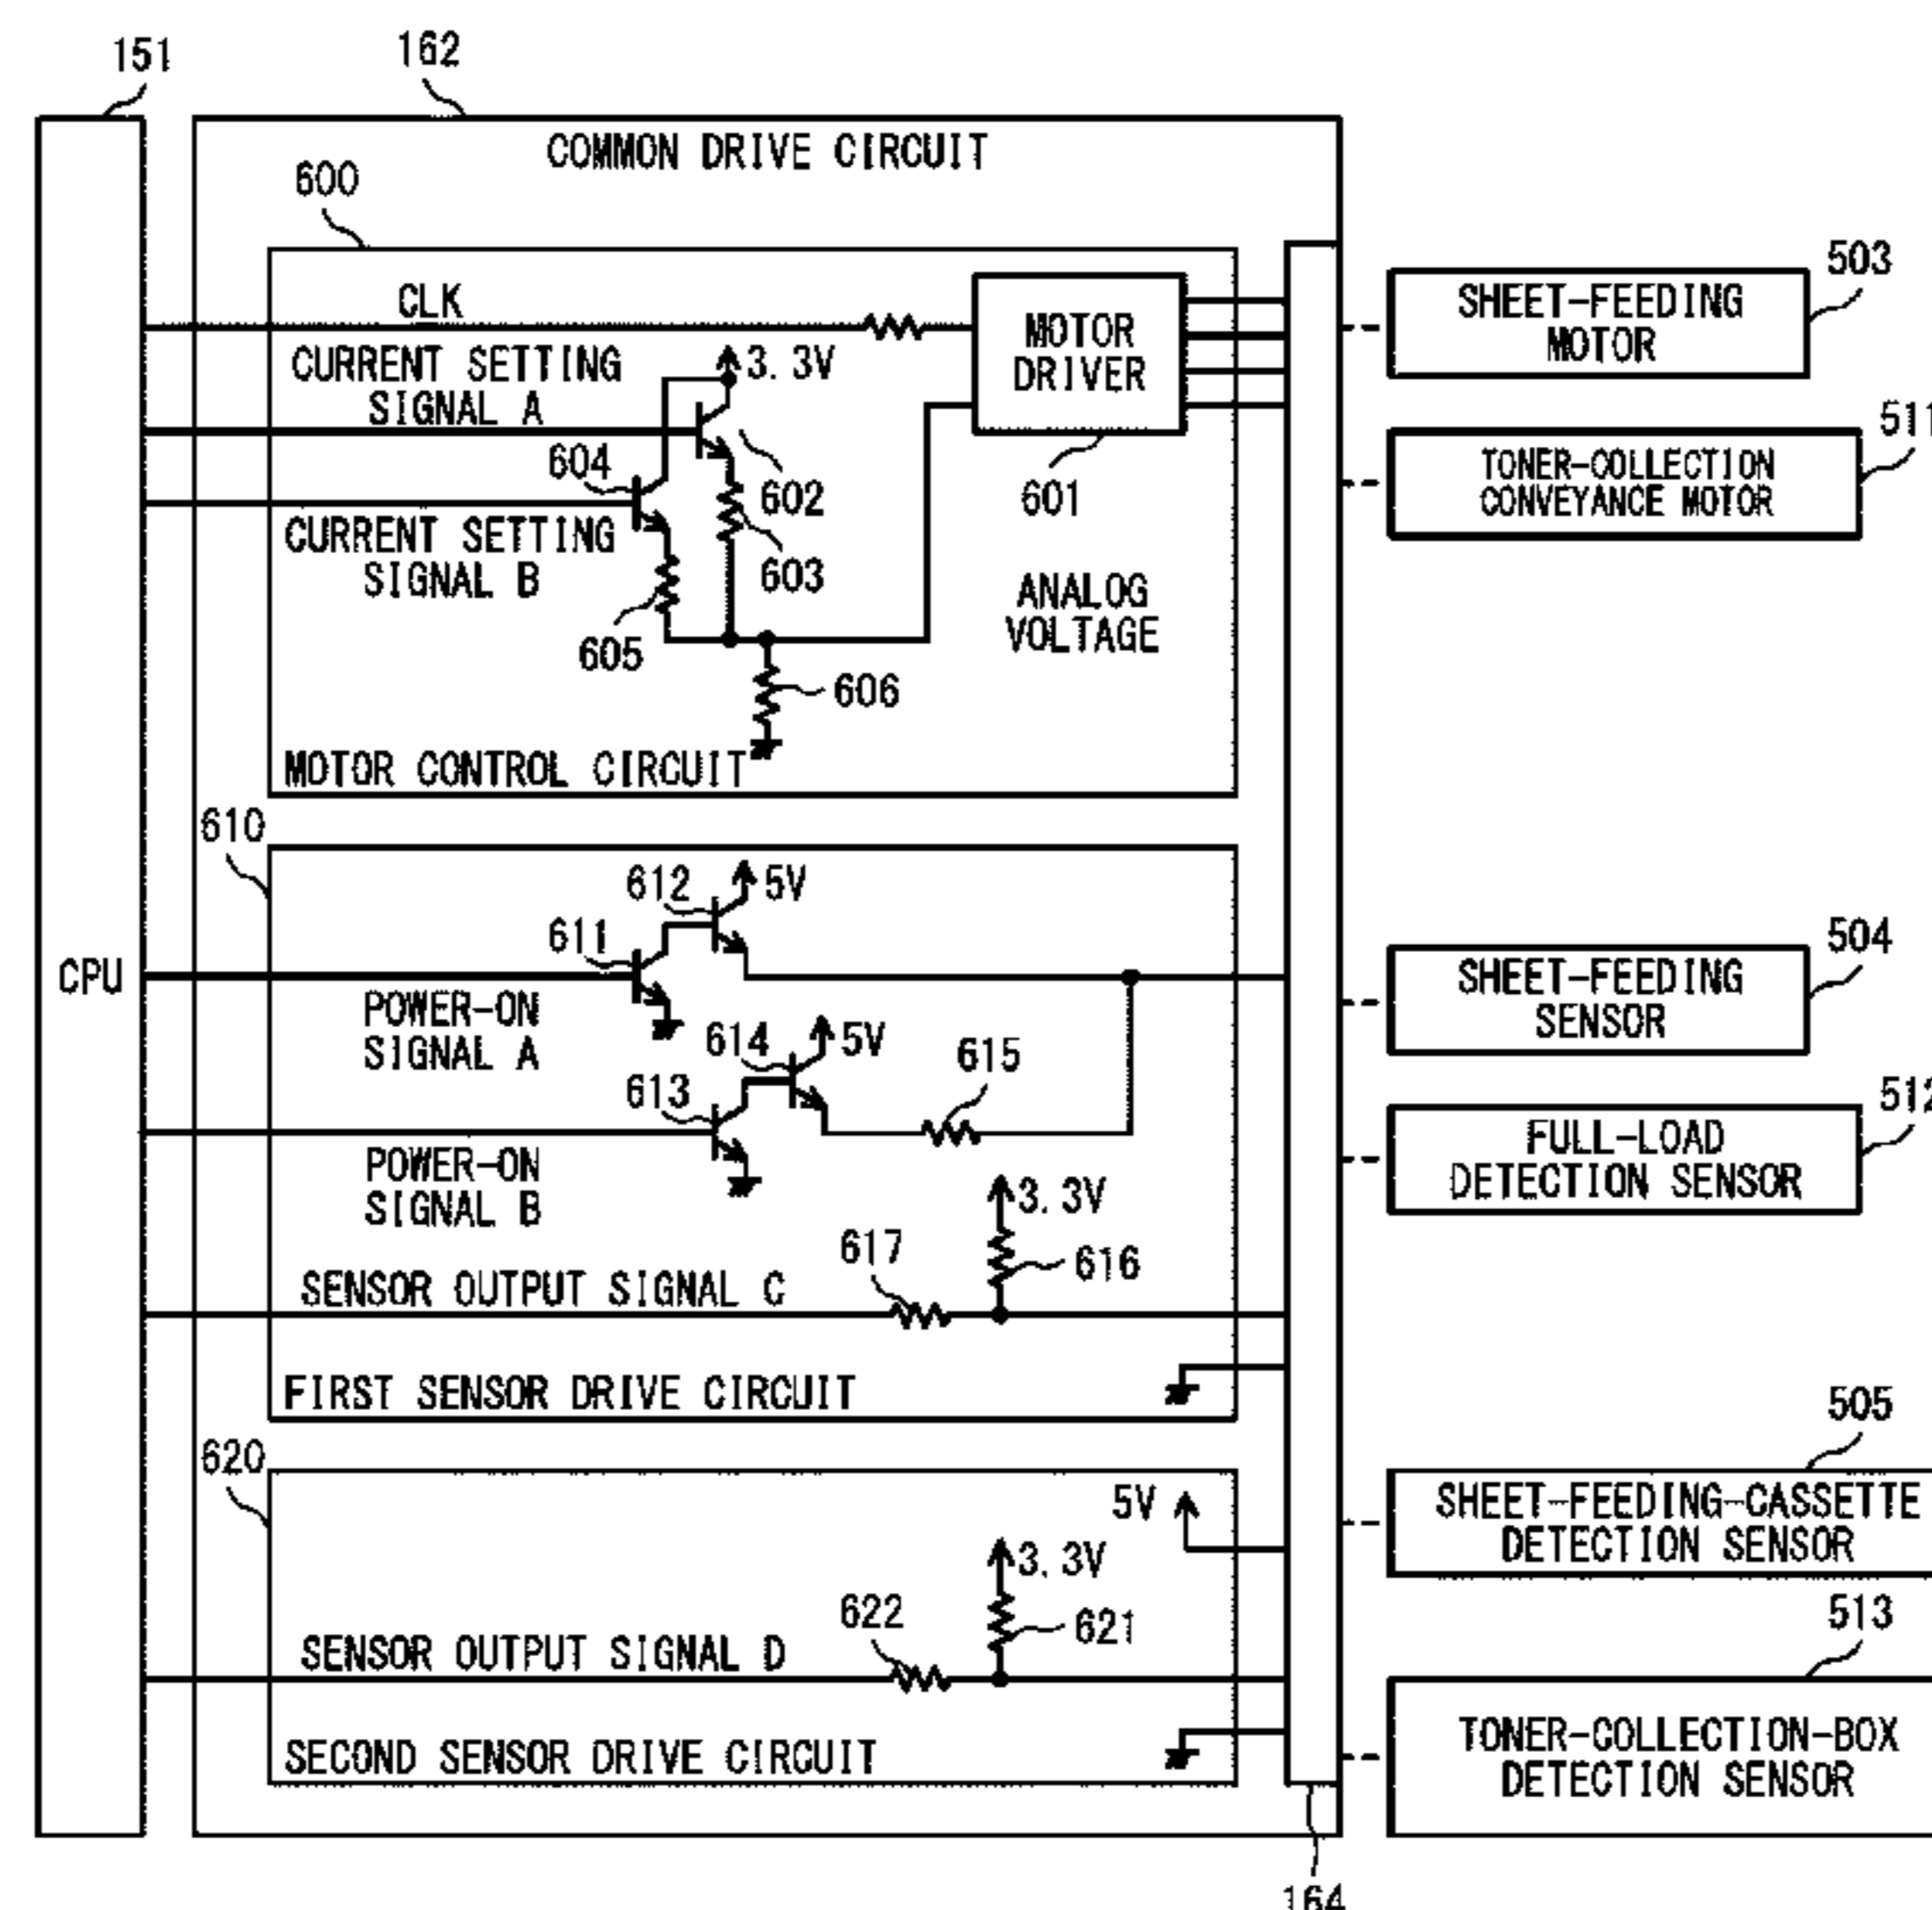 151
162
COMMON DRIVE CIRCUIT
600
CLK
CURRENT SETTING
SIGNAL A
3.3V
MOTOR
DRIVER
503
SHEET-FEEDING
MOTOR
511
TONER-COLLECTION
CONVEYANCE MOTOR
604
602
601
CURRENT SETTING
SIGNAL B
603
605
ANALOG
VOLTAGE
606
MOTOR CONTROL CIRCUIT
610
612
5V
611
CPU
504
SHEET-FEEDING
SENSOR
POWER-ON
SIGNAL A
614
5V
615
613
512
FULL-LOAD
DETECTION SENSOR
POWER-ON
SIGNAL B
3.3V
617
616
SENSOR OUTPUT SIGNAL C
FIRST SENSOR DRIVE CIRCUIT
505
620
5V
SHEET-FEEDING-CASSETTE
DETECTION SENSOR
3.3V
622
621
513
SENSOR OUTPUT SIGNAL D
TONER-COLLECTION-BOX
DETECTION SENSOR
SECOND SENSOR DRIVE CIRCUIT
164